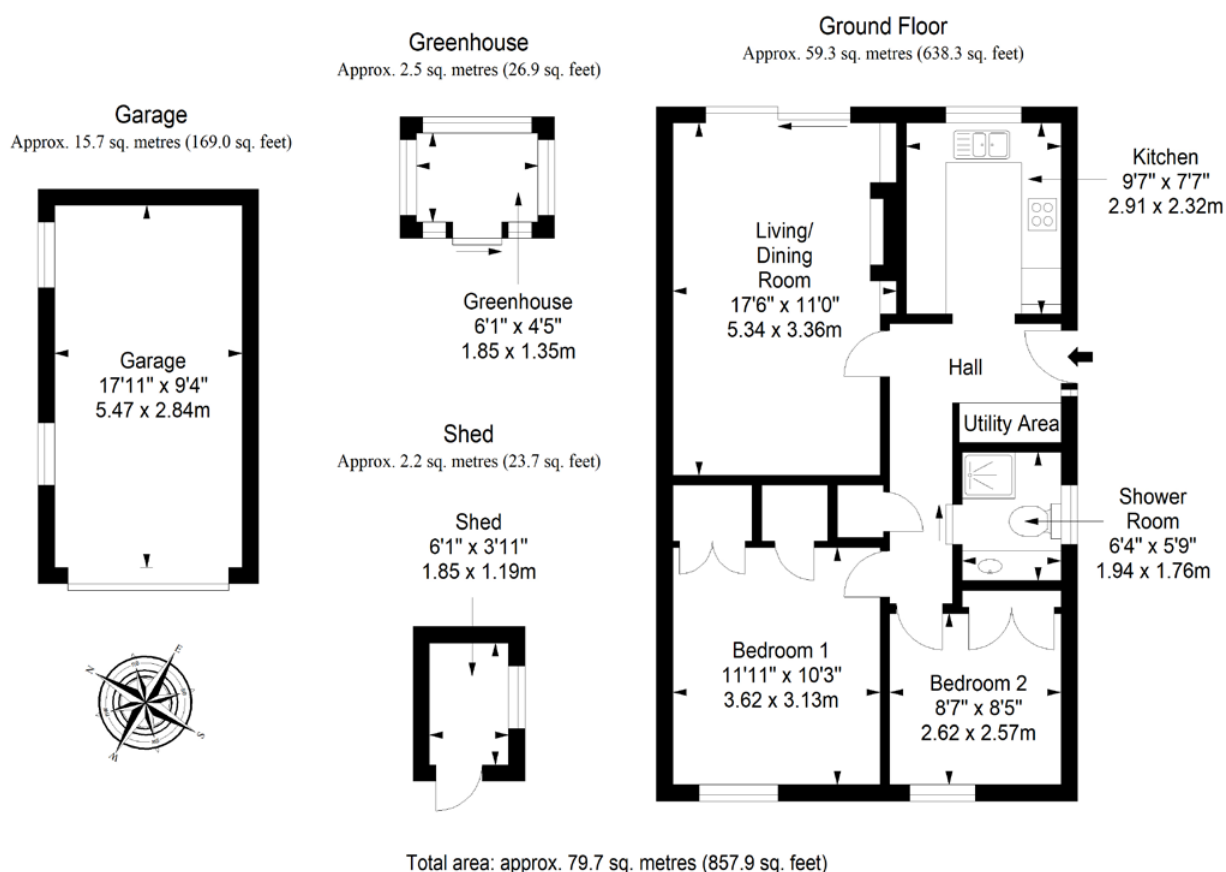 Ground Floor
Approx. 59.3 sq. metres (638.3 sq. feet)
Greenhouse
Approx. 2.5 sq. metres (26.9 sq. feet)
Garage
Approx. 15.7 sq. metres (169.0 sq. feet)
Kitchen
9'7" x 7'7"
2.91 x 2.32m
Living/
Dining
Room
17'6" x 11'0"
5.34 x 3.36m
Greenhouse
6'1" x 4'5"
1.85 x 1.35m
Garage
17'11" x 9'4"
5.47 x 2.84m
Hall
Utility Area
Shed
Approx. 2.2 sq. metres (23.7 sq. feet)
Shed
6'1" x 3'11"
1.85 x 1.19m
Shower
Room
6'4" x 5'9"
1.94 x 1.76m
Bedroom 1
11'11" x 10'3"
3.62 x 3.13m
Bedroom 2
8'7" x 8'5"
2.62 x 2.57m
N
E
S
W
Total area: approx. 79.7 sq. metres (857.9 sq. feet)